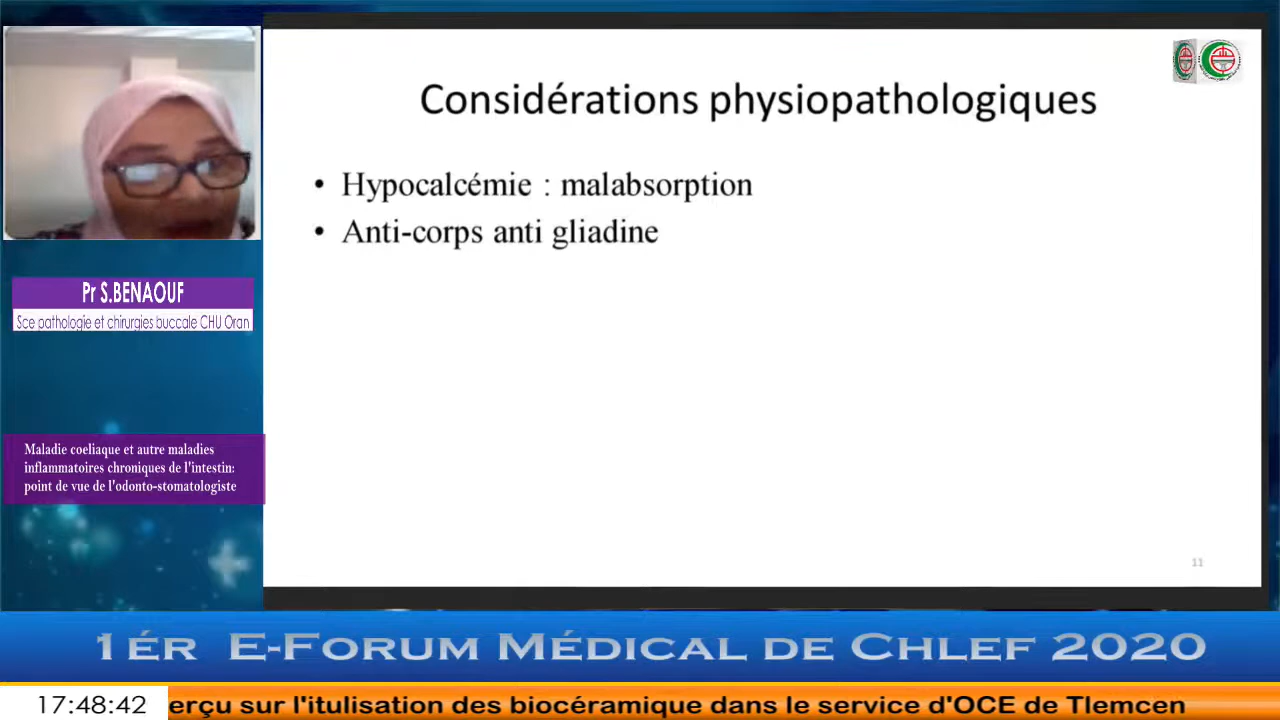 Considérations physiopathologiques
• Hypocalcémie : malabsorption
• Anti-corps anti gliadine
Pr S.BENAOUF
Sce pathologie et chirurgies buccale CHU Oran
Maladie coeliaque et autre maladies
inflammatoires chroniques de l'intestin:
point de vue de l'odonto-stomatologiste
11
1ér E-Forum Médical de Chlef 2020
17:48:42
erçu sur l'itulisation des biocéramique dans le service d'OCE de Tlemcen